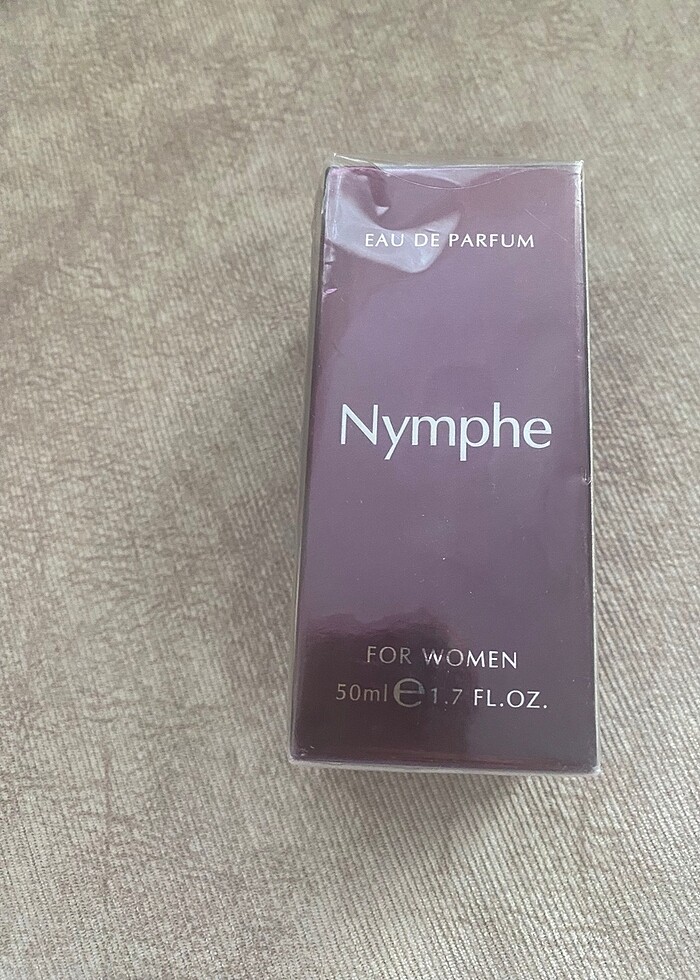 EAU DE PARFUM
Nymphe
FOR WOMEN
50ml ℮ 1.7 FL.OZ.